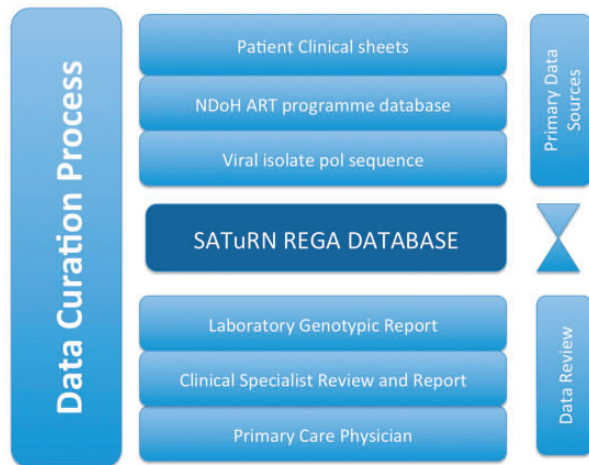 Data Curation Process
Patient Clinical sheets
NDoH ART programme database
Viral isolate pol sequence
Primary Data
Sources
SATuRN REGA DATABASE
Laboratory Genotypic Report
Clinical Specialist Review and Report
Primary Care Physician
Data Review